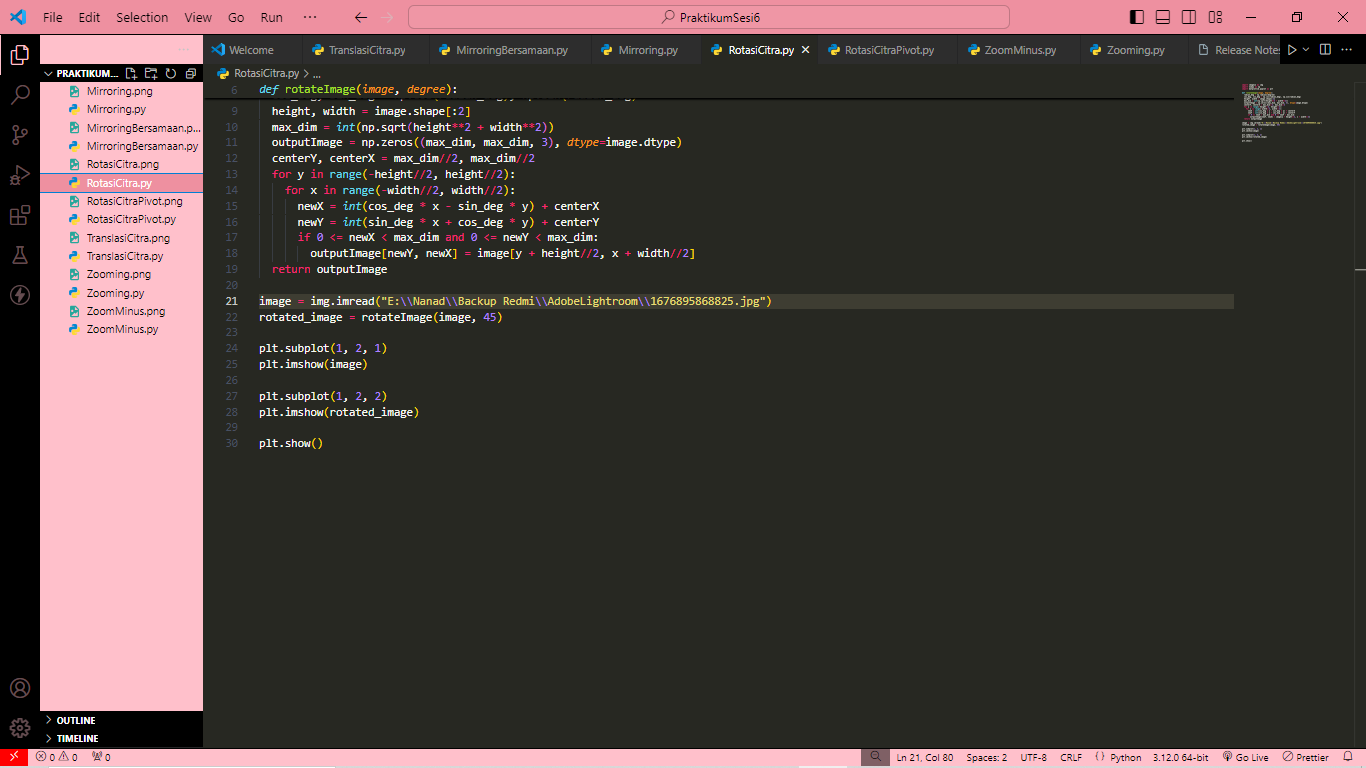 File Edit Selection View Go Run ··· PraktikumSesi6
Welcome TranslasiCitra.py MirroringBersamaan.py Mirroring.py RotasiCitra.py RotasiCitraPivot.py ZoomMinus.py Zooming.py Release Notes
PRAKTIKUM...
Mirroring.png
Mirroring.py
MirroringBersamaan.p...
MirroringBersamaan.py
RotasiCitra.png
RotasiCitra.py
RotasiCitraPivot.png
RotasiCitraPivot.py
TranslasiCitra.png
TranslasiCitra.py
Zooming.png
Zooming.py
ZoomMinus.png
ZoomMinus.py
OUTLINE
TIMELINE
RotasiCitra.py > ...
6 def rotateImage(image, degree):
9 height, width = image.shape[:2]
10 max_dim = int(np.sqrt(height**2 + width**2))
11 outputImage = np.zeros((max_dim, max_dim, 3), dtype=image.dtype)
12 centerY, centerX = max_dim//2, max_dim//2
13 for y in range(-height//2, height//2):
14 for x in range(-width//2, width//2):
15 newX = int(cos_deg * x - sin_deg * y) + centerX
16 newY = int(sin_deg * x + cos_deg * y) + centerY
17 if 0 <= newX < max_dim and 0 <= newY < max_dim:
18 outputImage[newY, newX] = image[y + height//2, x + width//2]
19 return outputImage
20
21 image = img.imread("E:\\Nanad\\Backup Redmi\\AdobeLightroom\\1676895868825.jpg")
22 rotated_image = rotateImage(image, 45)
23
24 plt.subplot(1, 2, 1)
25 plt.imshow(image)
26
27 plt.subplot(1, 2, 2)
28 plt.imshow(rotated_image)
29
30 plt.show()
0 0 0 Ln 21, Col 80 Spaces: 2 UTF-8 CRLF Python 3.12.0 64-bit Go Live Prettier